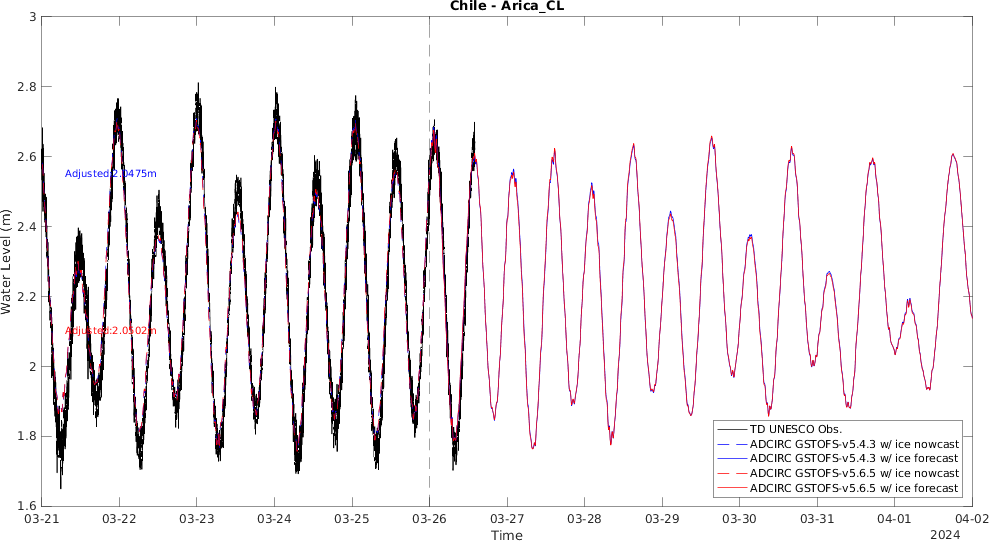 Chile - Arica_CL
3
2.8
2.6
2.4
2.2
2
1.8
1.6
Water Level (m)
Adjusted:2.0475m
Adjusted:2.0502m
TD UNESCO Obs.
ADCIRC GSTOFS-v5.4.3 w/ ice nowcast
ADCIRC GSTOFS-v5.4.3 w/ ice forecast
ADCIRC GSTOFS-v5.6.5 w/ ice nowcast
ADCIRC GSTOFS-v5.6.5 w/ ice forecast
03-21 03-22 03-23 03-24 03-25 03-26 03-27 03-28 03-29 03-30 03-31 04-01 04-02
Time
2024